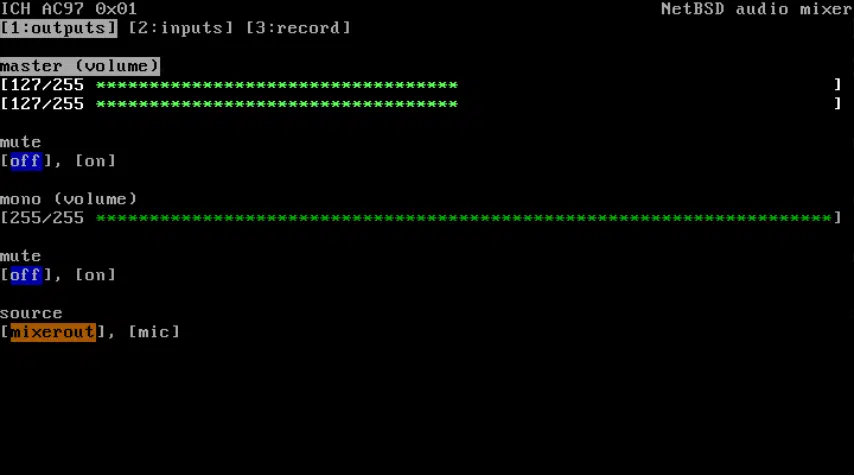 ICH AC97 0x01 NetBSD audio mixer
[1:outputs] [2:inputs] [3:record]
master (volume)
[127/255 ********************************** ]
[127/255 ********************************** ]
mute
[off], [on]
mono (volume)
[255/255 *********************************************************************]
mute
[off], [on]
source
[mixerout], [mic]